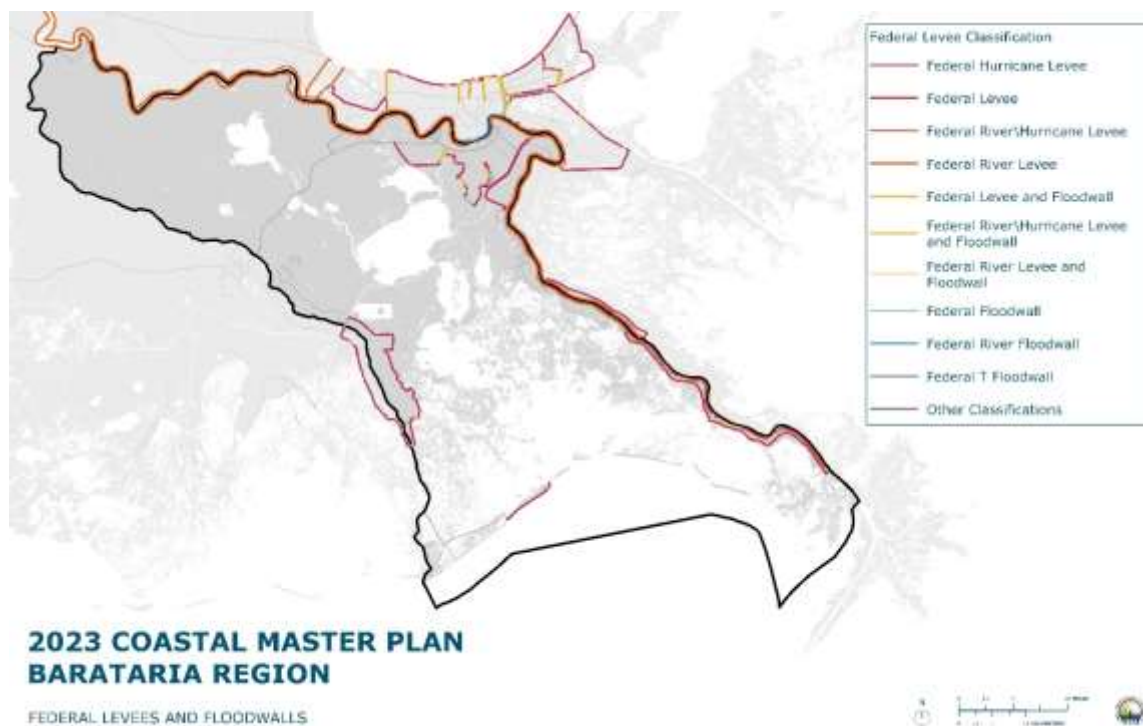 Federal Levee Classification
Federal Hurricane Levee
Federal Levee
Federal River\Hurricane Levee
Federal River Levee
Federal Levee and Floodwall
Federal River\Hurricane Levee
and Floodwall
Federal River Levee and
Floodwall
Federal Floodwall
Federal River Floodwall
Federal T Floodwall
Other Classifications
2023 COASTAL MASTER PLAN
BARATARIA REGION
FEDERAL LEVEES AND FLOODWALLS
N